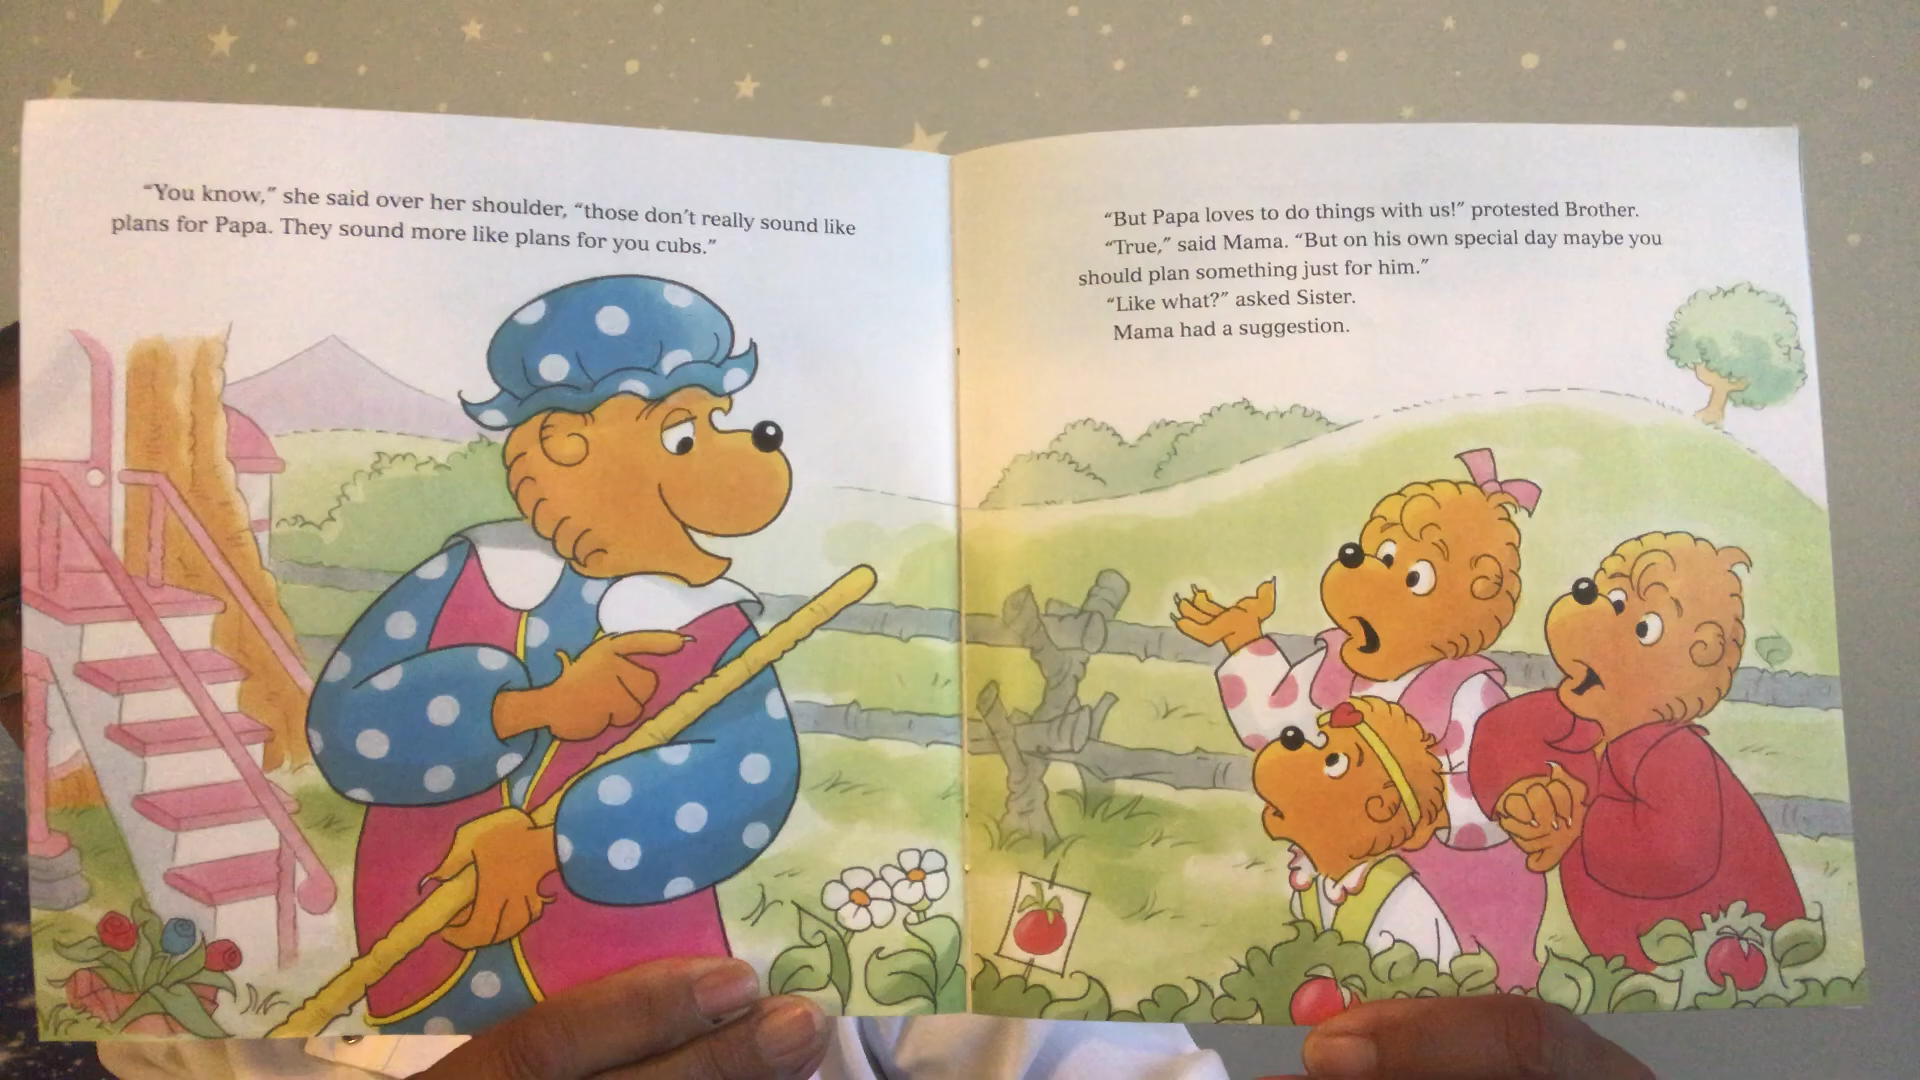 “You know,” she said over her shoulder, “those don’t really sound like
plans for Papa. They sound more like plans for you cubs.”
“But Papa loves to do things with us!” protested Brother.
“True,” said Mama. “But on his own special day maybe you
should plan something just for him.”
“Like what?” asked Sister.
Mama had a suggestion.